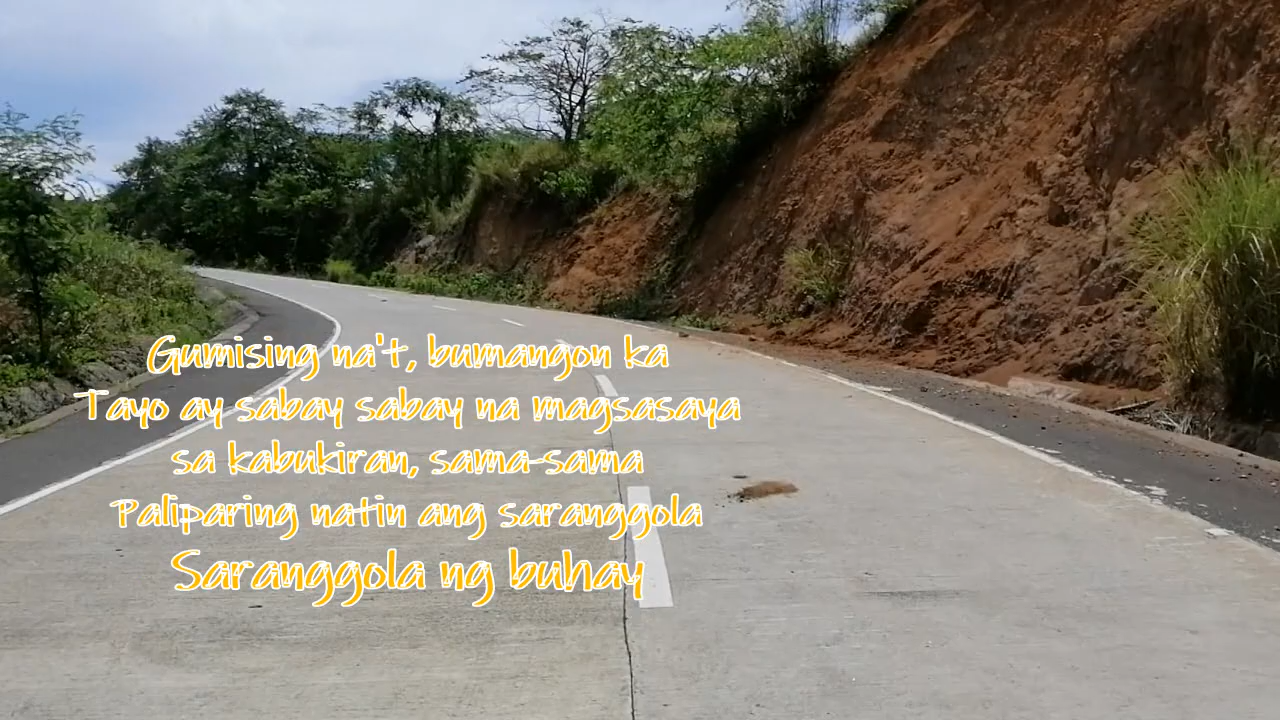 Gumising na't, bumangon ka
Tayo ay sabay sabay na magsasaya
sa kabukiran, sama-sama
Paliparing natin ang saranggola
Saranggola ng buhay